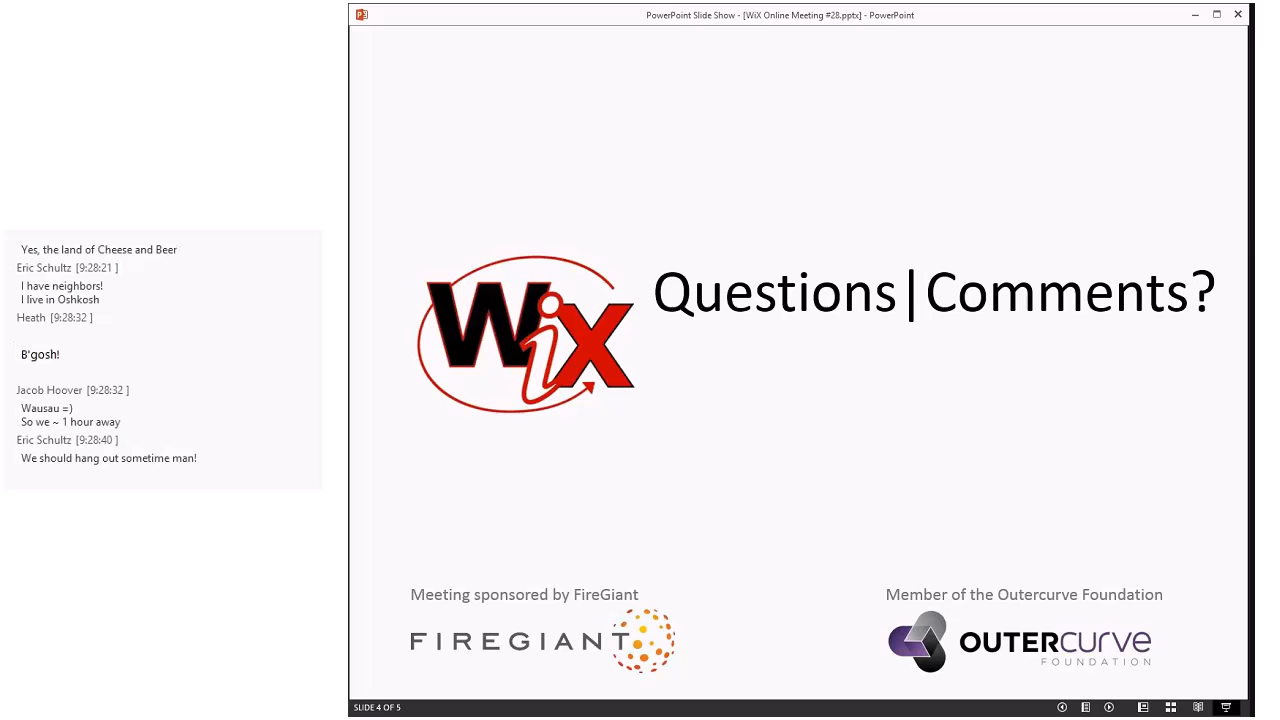 PowerPoint Slide Show - [WiX Online Meeting #28.pptx] - PowerPoint
Yes, the land of Cheese and Beer
Eric Schultz [9:28:21 ]
I have neighbors!
I live in Oshkosh
Heath [9:28:32 ]
B'gosh!
Jacob Hoover [9:28:32 ]
Wausau =)
So we ~ 1 hour away
Eric Schultz [9:28:40 ]
We should hang out sometime man!
WiX
Questions|Comments?
Meeting sponsored by FireGiant
FIREGIANT
Member of the Outercurve Foundation
OUTERCURVE
FOUNDATION
SLIDE 4 OF 5